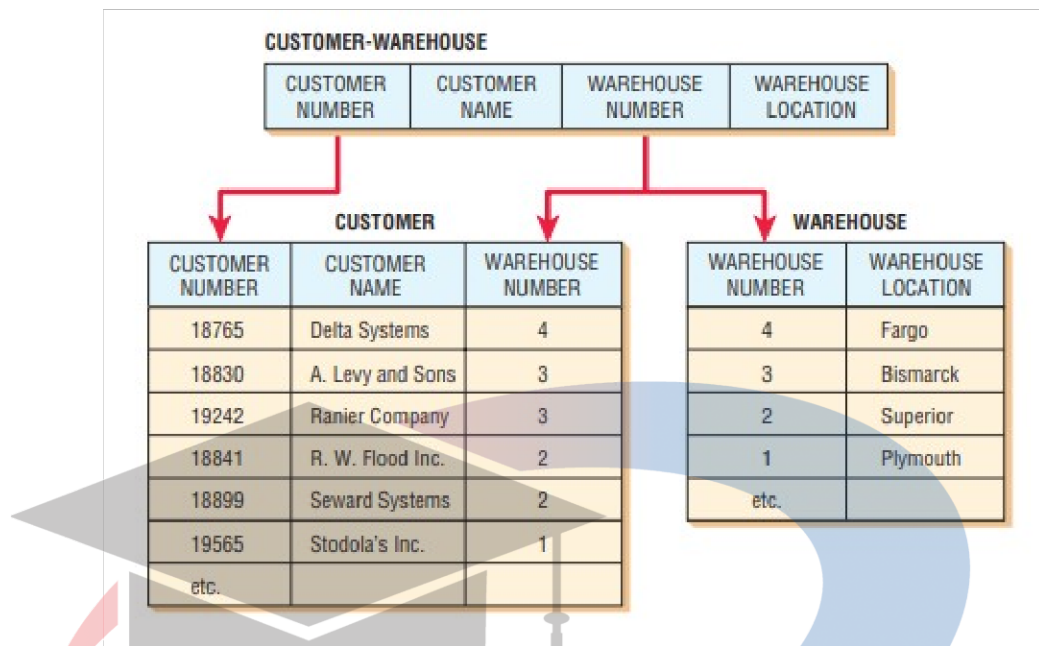 CUSTOMER-WAREHOUSE
CUSTOMER NUMBER CUSTOMER NAME WAREHOUSE NUMBER WAREHOUSE LOCATION
CUSTOMER
CUSTOMER NUMBER CUSTOMER NAME WAREHOUSE NUMBER
18765 Delta Systems 4
18830 A. Levy and Sons 3
19242 Ranier Company 3
18841 R. W. Flood Inc. 2
18899 Seward Systems 2
19565 Stodola's Inc. 1
etc.
WAREHOUSE
WAREHOUSE NUMBER WAREHOUSE LOCATION
4 Fargo
3 Bismarck
2 Superior
1 Plymouth
etc.